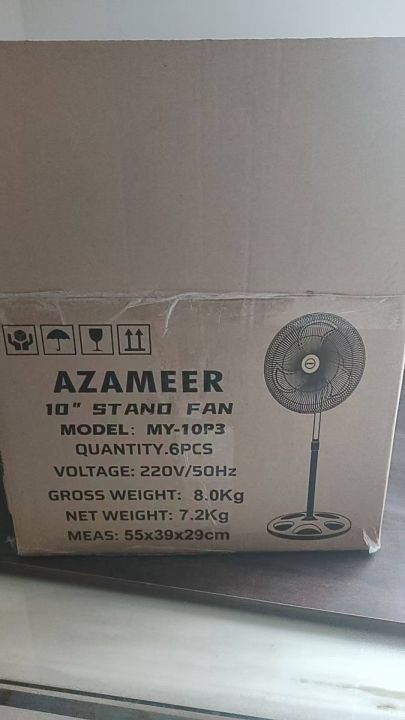 AZAMEER
10" STAND FAN
MODEL: MY-10P3
QUANTITY.6PCS
VOLTAGE: 220V/50Hz
GROSS WEIGHT: 8.0Kg
NET WEIGHT: 7.2Kg
MEAS: 55x39x29cm